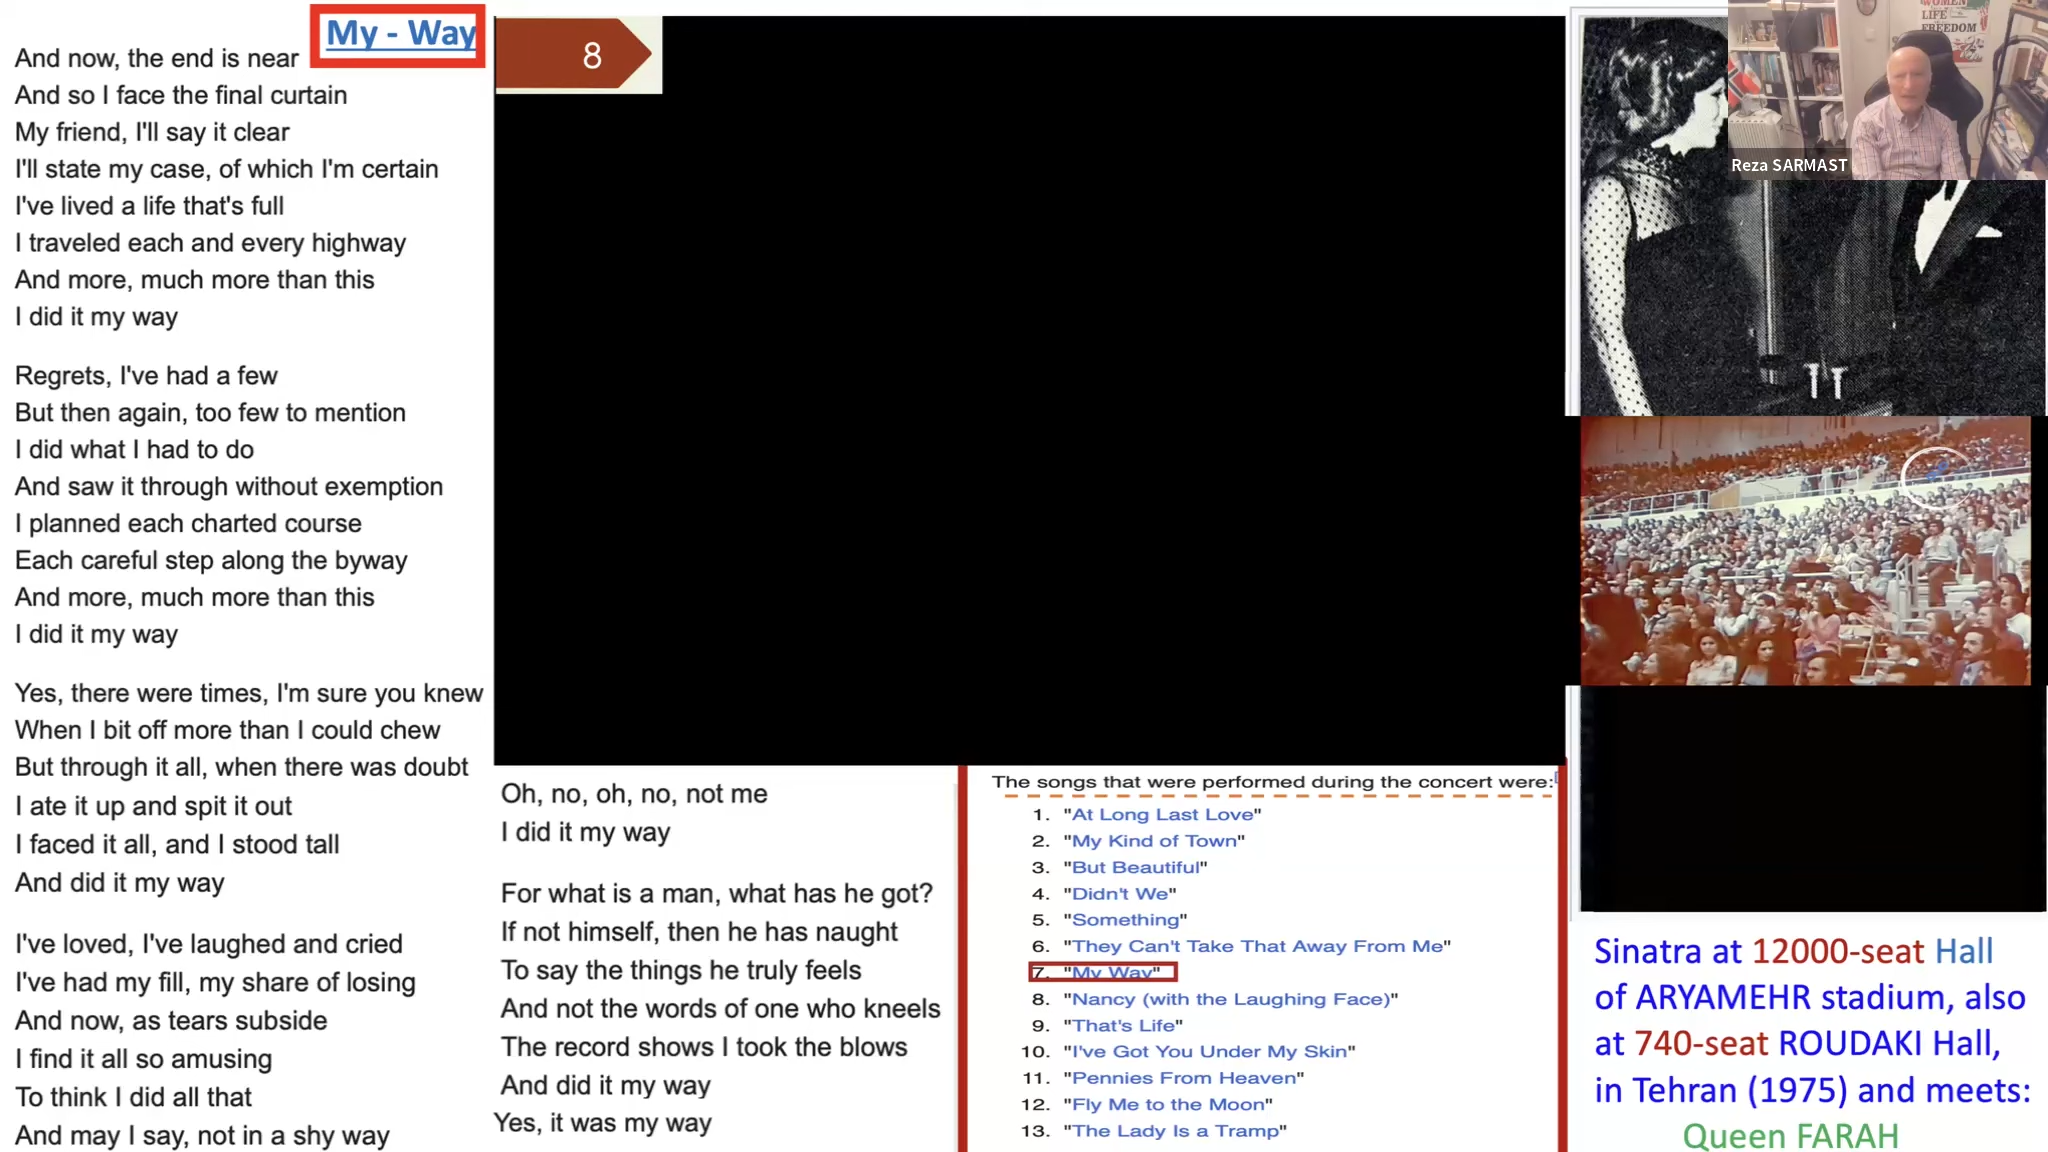 My - Way
And now, the end is near
And so I face the final curtain
My friend, I'll say it clear
I'll state my case, of which I'm certain
I've lived a life that's full
I traveled each and every highway
And more, much more than this
I did it my way
Regrets, I've had a few
But then again, too few to mention
I did what I had to do
And saw it through without exemption
I planned each charted course
Each careful step along the byway
And more, much more than this
I did it my way
Yes, there were times, I'm sure you knew
When I bit off more than I could chew
But through it all, when there was doubt
I ate it up and spit it out
I faced it all, and I stood tall
And did it my way
I've loved, I've laughed and cried
I've had my fill, my share of losing
And now, as tears subside
I find it all so amusing
To think I did all that
And may I say, not in a shy way
8
Oh, no, oh, no, not me
I did it my way
For what is a man, what has he got?
If not himself, then he has naught
To say the things he truly feels
And not the words of one who kneels
The record shows I took the blows
And did it my way
Yes, it was my way
The songs that were performed during the concert were:
1. "At Long Last Love"
2. "My Kind of Town"
3. "But Beautiful"
4. "Didn't We"
5. "Something"
6. "They Can't Take That Away From Me"
7. "My Way"
8. "Nancy (with the Laughing Face)"
9. "That's Life"
10. "I've Got You Under My Skin"
11. "Pennies From Heaven"
12. "Fly Me to the Moon"
13. "The Lady Is a Tramp"
WOMEN
LIFE
FREEDOM
Reza SARMAST
Sinatra at 12000-seat Hall
of ARYAMEHR stadium, also
at 740-seat ROUDAKI Hall,
in Tehran (1975) and meets:
Queen FARAH